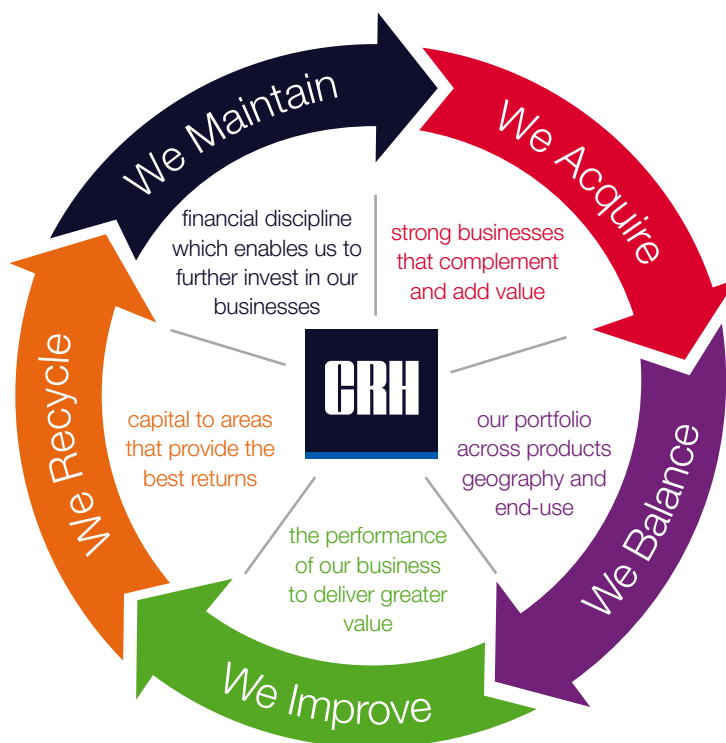 We Maintain
financial discipline
which enables us to
further invest in our
businesses
We Acquire
strong businesses
that complement
and add value
We Balance
our portfolio
across products
geography and
end-use
We Improve
the performance
of our business
to deliver greater
value
We Recycle
capital to areas
that provide the
best returns
CRH